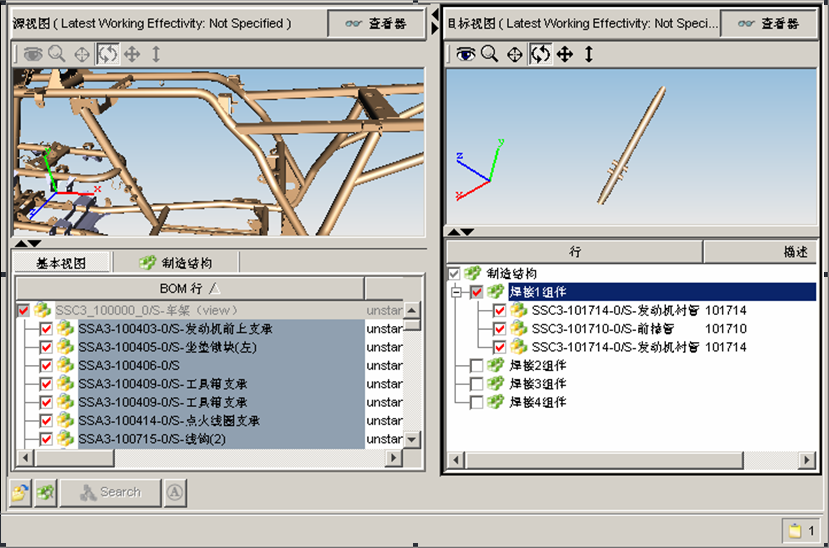 源视图 ( Latest Working Effectivity: Not Specified )
查看器
目标视图 ( Latest Working Effectivity: Not Speci...
查看器
y
x
z
y
z
x
基本视图
制造结构
BOM 行
SSC3_100000_0/S-车架（view） unstar
SSA3-100403-0/S-发动机前上支承 unstar
SSA3-100405-0/S-坐垫镦块(左) unstar
SSA3-100406-0/S unstar
SSA3-100409-0/S-工具箱支承 unstar
SSA3-100409-0/S-工具箱支承 unstar
SSA3-100414-0/S-点火线圈支承 unstar
SSA3-100715-0/S-线钩(2) unstar
行
描述
制造结构
焊接1组件
SSC3-101714-0/S-发动机衬管 101714
SSC3-101710-0/S-前接管 101710
SSC3-101714-0/S-发动机衬管 101714
焊接2组件
焊接3组件
焊接4组件
Search
A
1